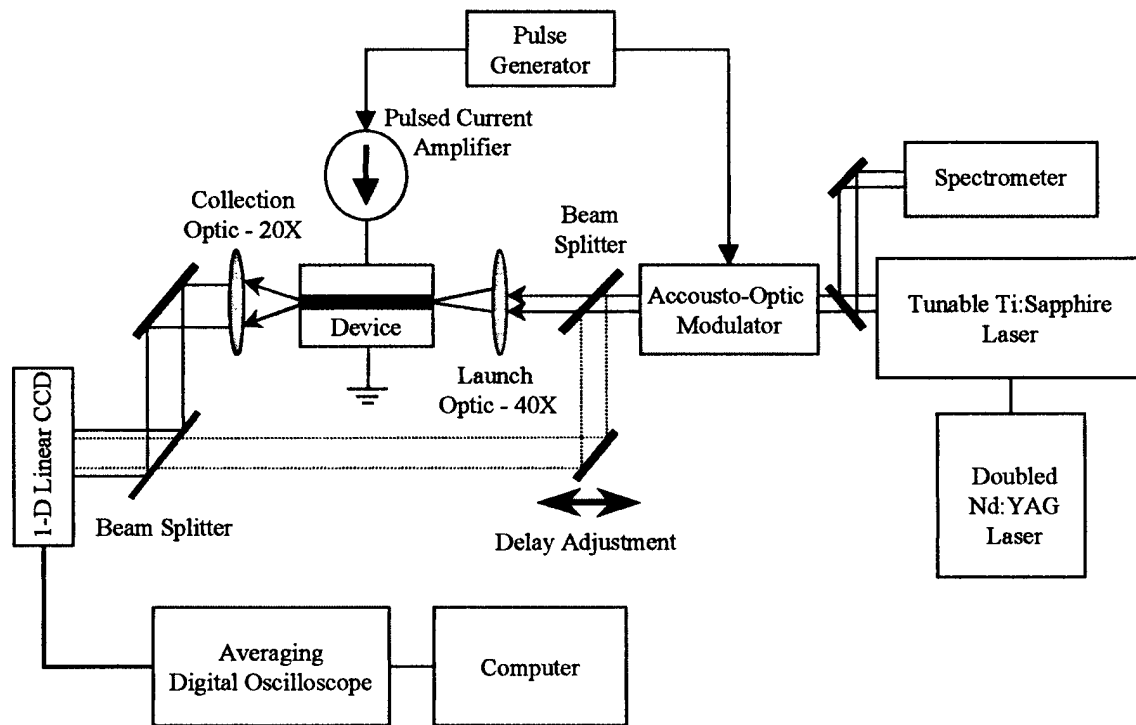 Pulse
Generator
Pulsed Current
Amplifier
Collection
Optic - 20X
Beam
Splitter
Spectrometer
Accousto-Optic
Modulator
Tunable Ti:Sapphire
Laser
Device
Launch
Optic - 40X
1-D Linear CCD
Beam Splitter
Delay Adjustment
Doubled
Nd:YAG
Laser
Averaging
Digital Oscilloscope
Computer